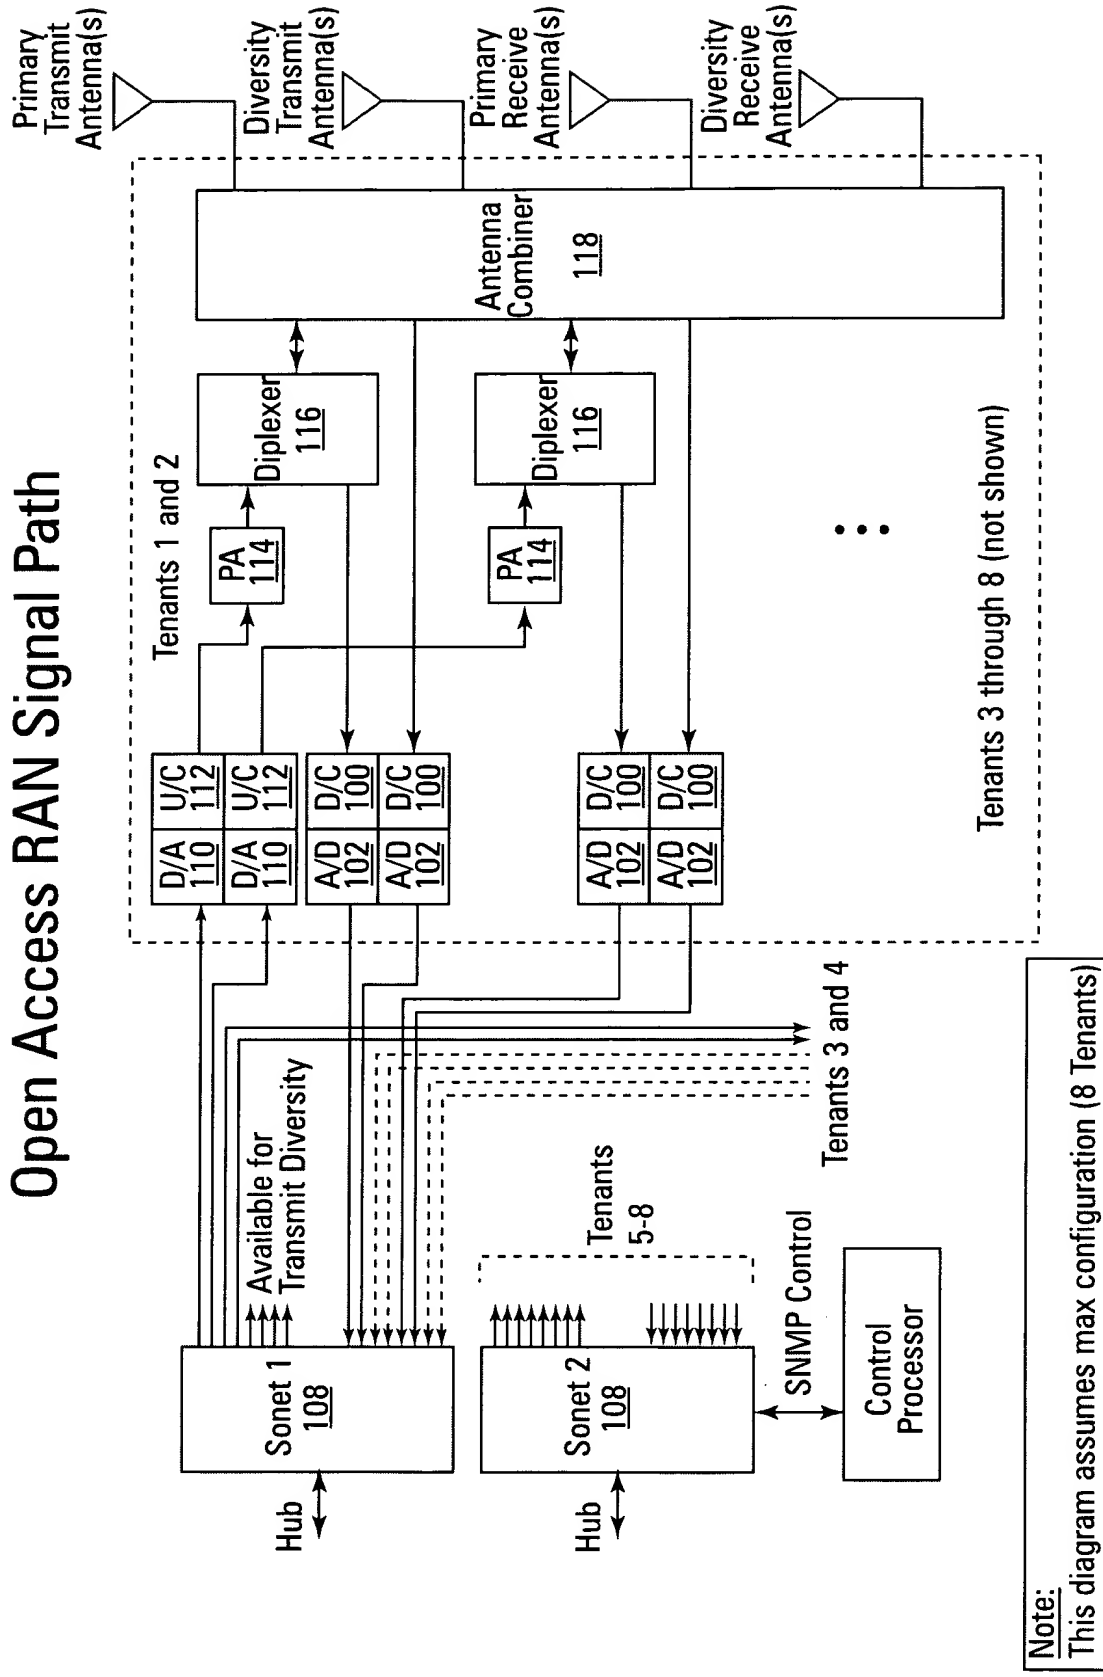 Open Access RAN Signal Path
Primary
Transmit
Antenna(s)
Diversity
Transmit
Antenna(s)
Primary
Receive
Antenna(s)
Diversity
Receive
Antenna(s)
Antenna
Combiner
118
Tenants 1 and 2
Diplexer
116
Diplexer
116
PA
114
PA
114
D/A
110
U/C
112
D/A
110
U/C
112
A/D
102
D/C
100
A/D
102
D/C
100
A/D
102
D/C
100
A/D
102
D/C
100
Tenants 3 through 8 (not shown)
Available for
Transmit Diversity
Tenants 3 and 4
Tenants
5-8
Sonet 1
108
Sonet 2
108
Hub
Hub
SNMP Control
Control
Processor
Note:
This diagram assumes max configuration (8 Tenants)